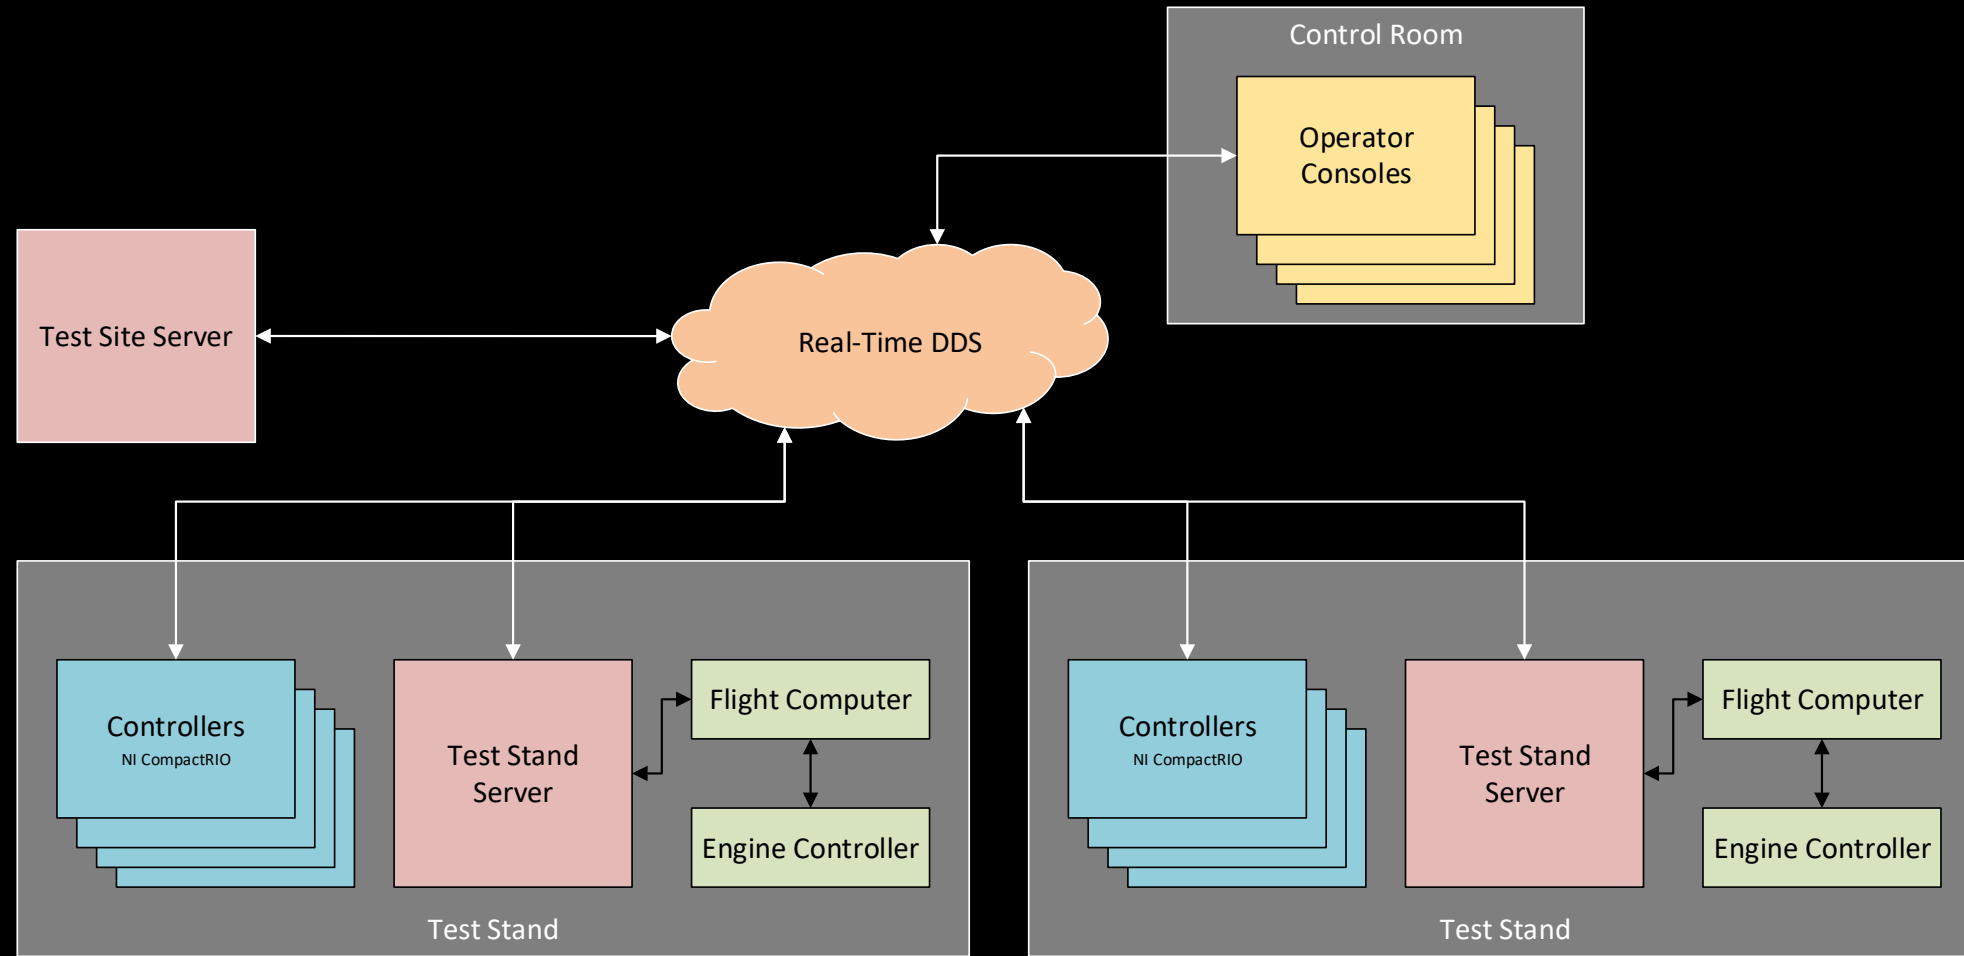 Control Room
Operator
Consoles
Test Site Server
Real-Time DDS
Controllers
NI CompactRIO
Test Stand
Server
Flight Computer
Engine Controller
Test Stand
Controllers
NI CompactRIO
Test Stand
Server
Flight Computer
Engine Controller
Test Stand